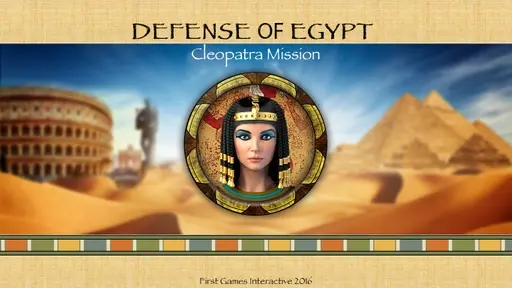 DEFENSE OF EGYPT
Cleopatra Mission
First Games Interactive 2016